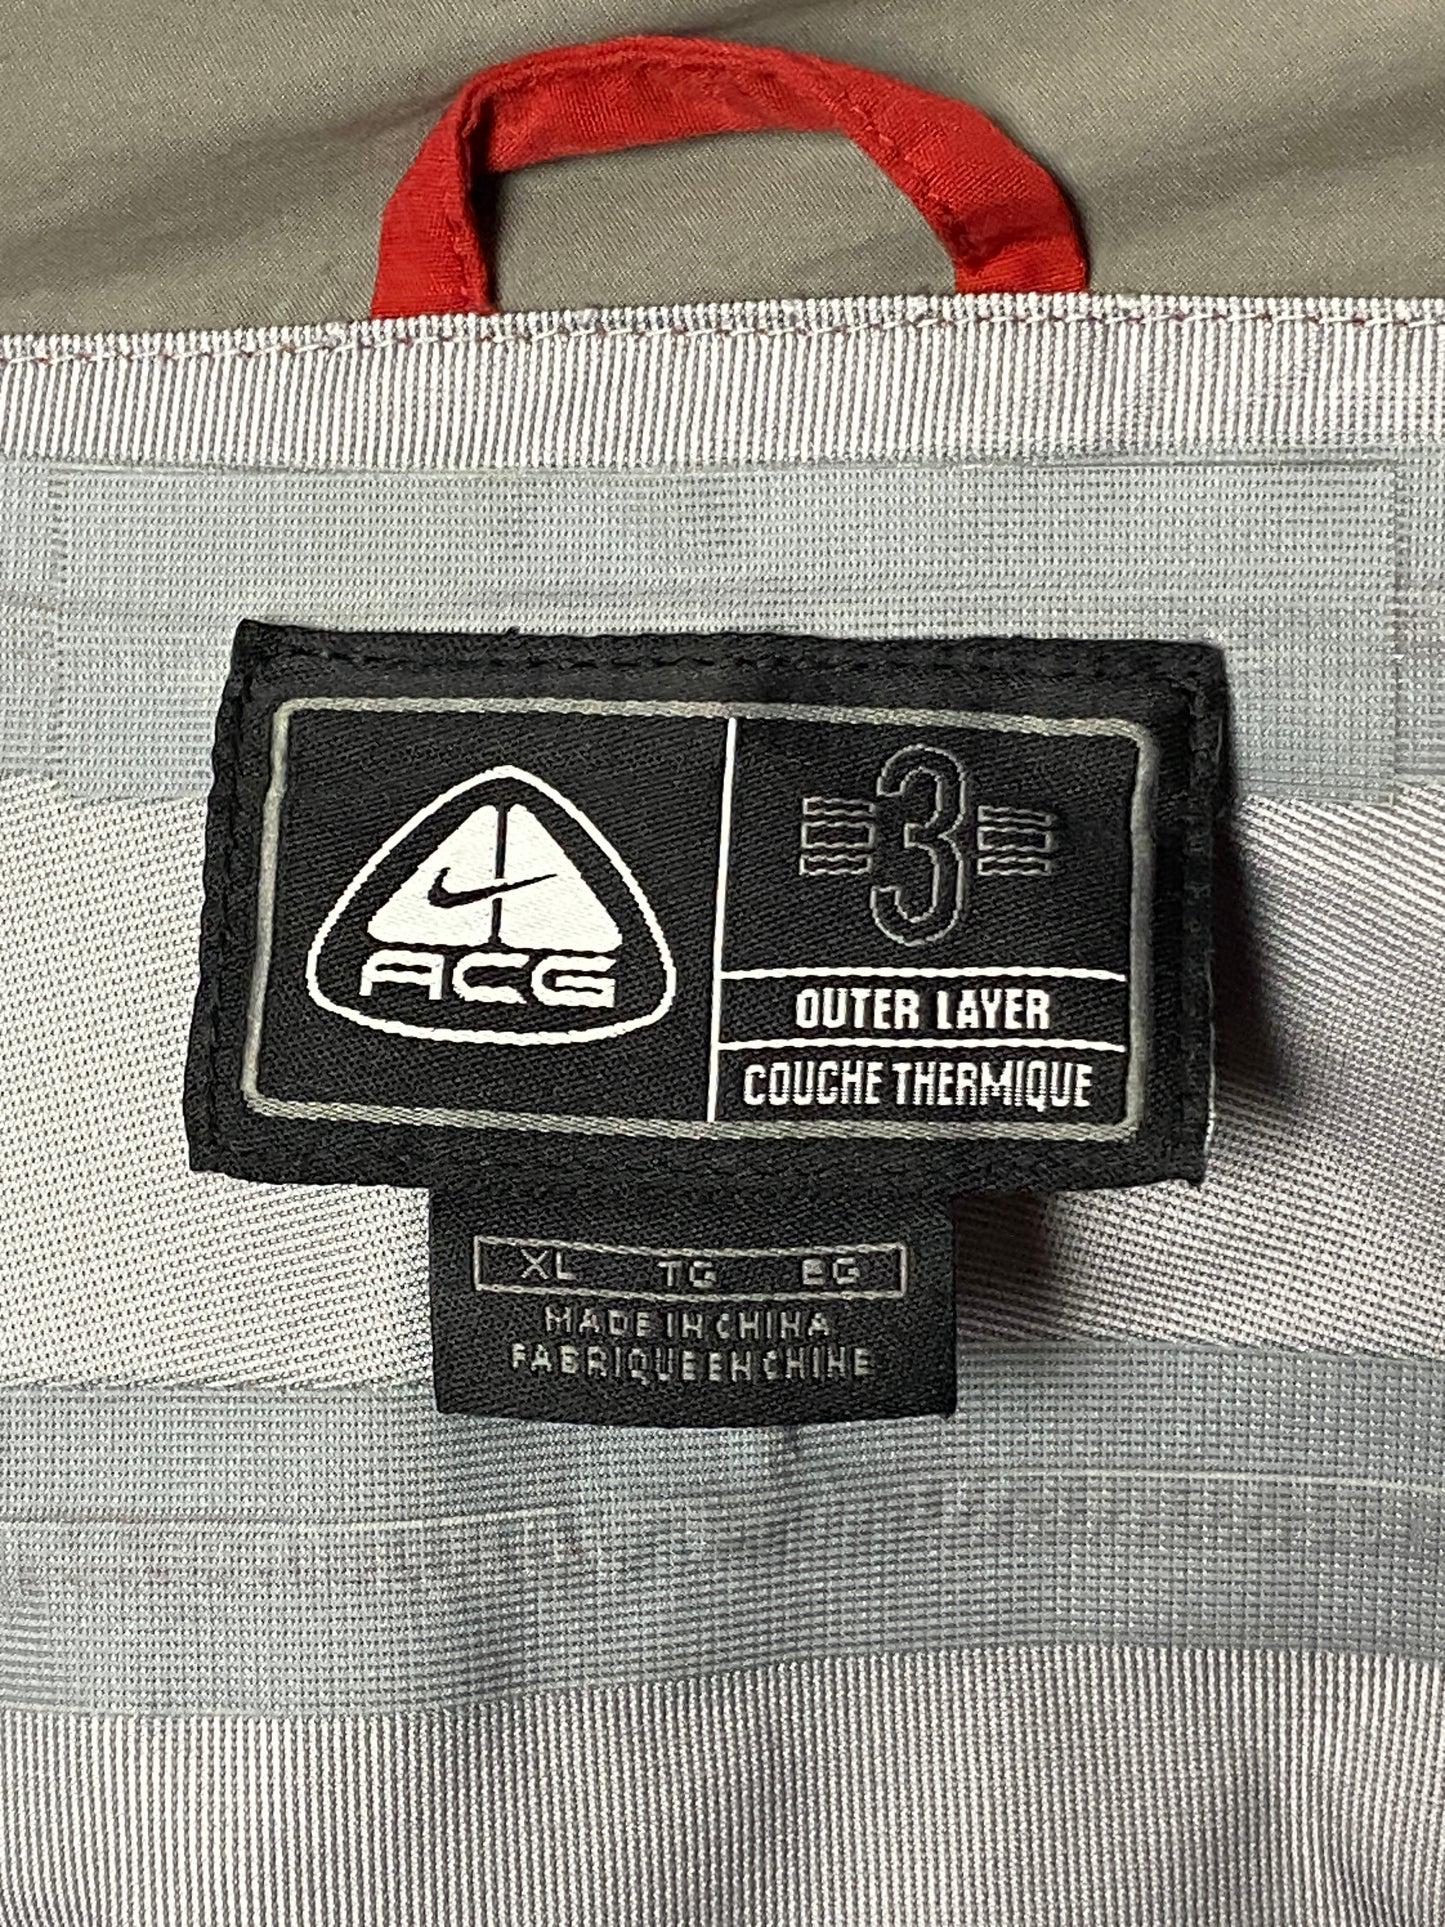 ACG
3
OUTER LAYER
COUCHE THERMIQUE
XL TG EG
MADE IN CHINA
FABRIQUE EN CHINE